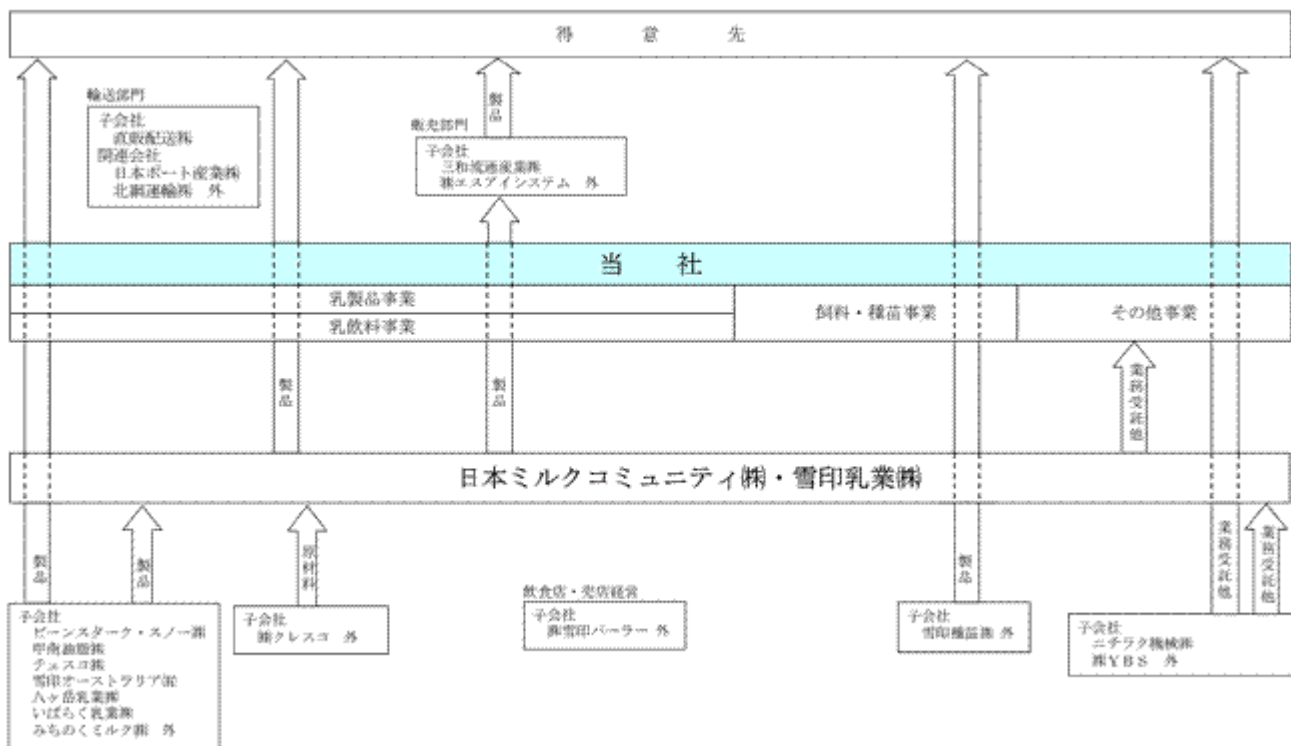 得意先
輸送部門
子会社
直販配送㈱
関連会社
日本ポート産業㈱
北網運輸㈱ 外
製品
販売部門
子会社
三和流通産業㈱
㈱エスアイシステム 外
当社
乳製品事業
乳飲料事業
飼料・種苗事業
その他事業
製品
製品
業務受託他
日本ミルクコミュニティ㈱・雪印乳業㈱
製品
製品
原材料
製品
業務受託他
業務受託他
飲食店・売店経営
子会社
ビーンスターク・スノー㈱
甲南油脂㈱
チェスコ㈱
雪印オーストラリア㈲
八ヶ岳乳業㈱
いばらく乳業㈱
みちのくミルク㈱ 外
子会社
㈱クレスコ 外
子会社
㈱雪印パーラー 外
子会社
雪印種苗㈱ 外
子会社
ニチラク機械㈱
㈱YBS 外